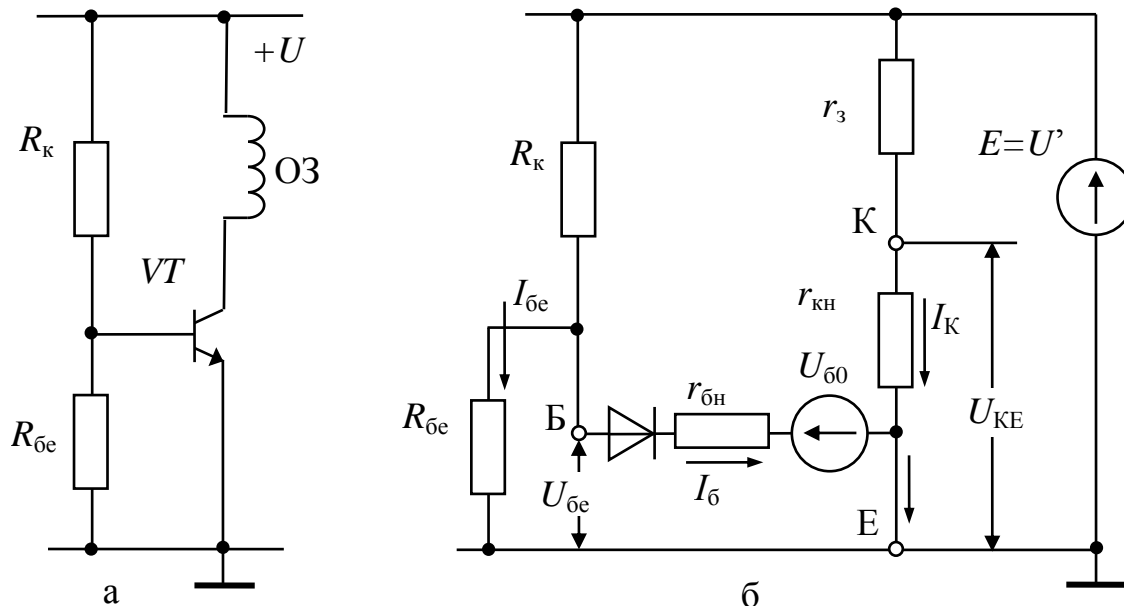 +U
Rк
ОЗ
VT
Rбе
а
rз
E=U’
Rк
К
Iбе
rкн
IК
Uб0
rбн
UКЕ
Rбе
Б
Iб
Uбе
Е
б